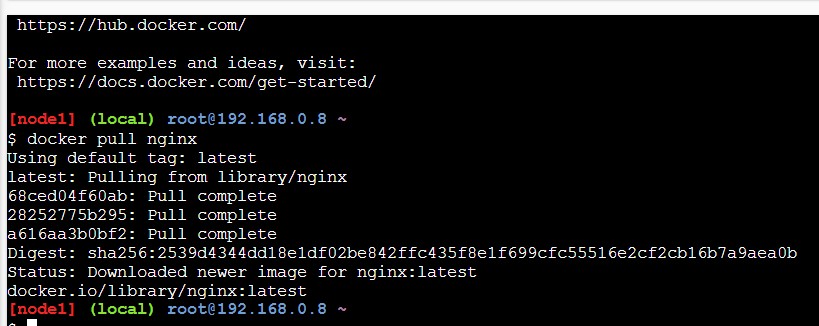 https://hub.docker.com/
For more examples and ideas, visit:
https://docs.docker.com/get-started/
[node1] (local) root@192.168.0.8 ~
$ docker pull nginx
Using default tag: latest
latest: Pulling from library/nginx
68ced04f60ab: Pull complete
28252775b295: Pull complete
a616aa3b0bf2: Pull complete
Digest: sha256:2539d4344dd18e1df02be842ffc435f8e1f699cfc55516e2cf2cb16b7a9aea0b
Status: Downloaded newer image for nginx:latest
docker.io/library/nginx:latest
[node1] (local) root@192.168.0.8 ~
$